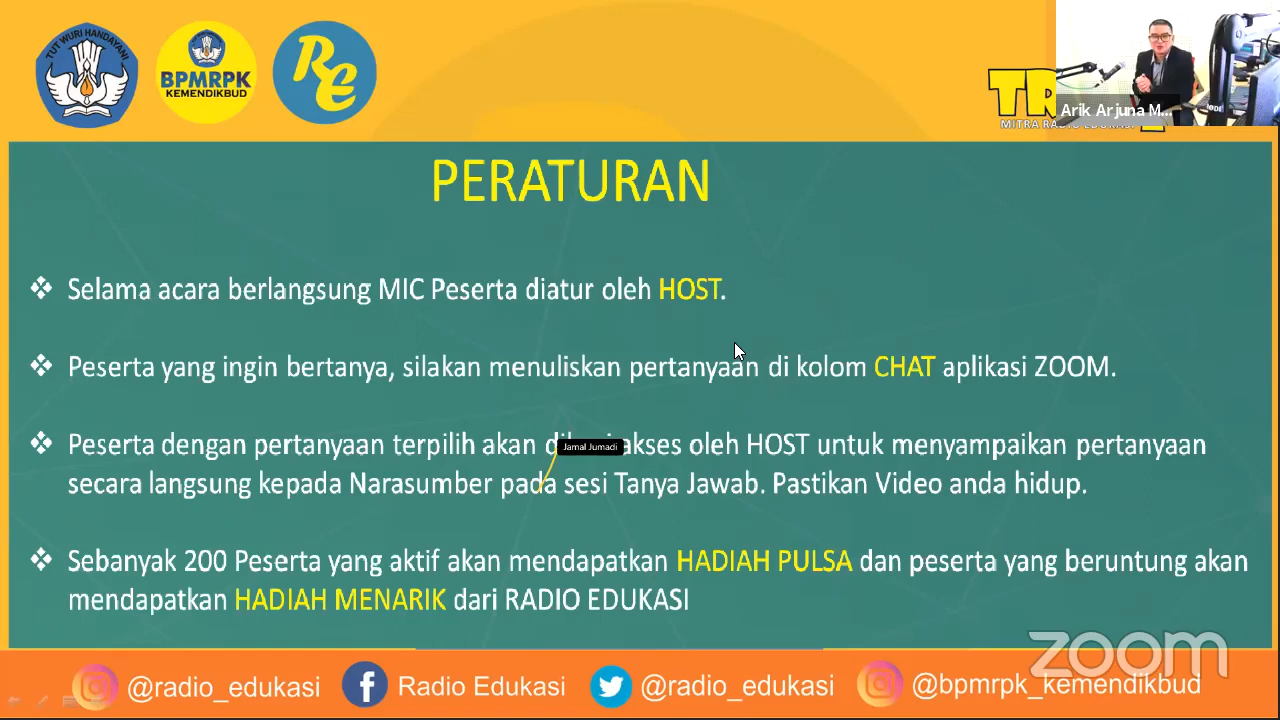 TUT WURI HANDAYANI
BPMRPK
KEMENDIKBUD
RE
Arik Arjuna M...
MITRA RADIO EDUKASI
PERATURAN
❖ Selama acara berlangsung MIC Peserta diatur oleh HOST.
❖ Peserta yang ingin bertanya, silakan menuliskan pertanyaan di kolom CHAT aplikasi ZOOM.
❖ Peserta dengan pertanyaan terpilih akan akses oleh HOST untuk menyampaikan pertanyaan
Jamal Jumadi
secara langsung kepada Narasumber pada sesi Tanya Jawab. Pastikan Video anda hidup.
❖ Sebanyak 200 Peserta yang aktif akan mendapatkan HADIAH PULSA dan peserta yang beruntung akan
mendapatkan HADIAH MENARIK dari RADIO EDUKASI
zoom
@radio_edukasi
Radio Edukasi
@radio_edukasi
@bpmrpk_kemendikbud